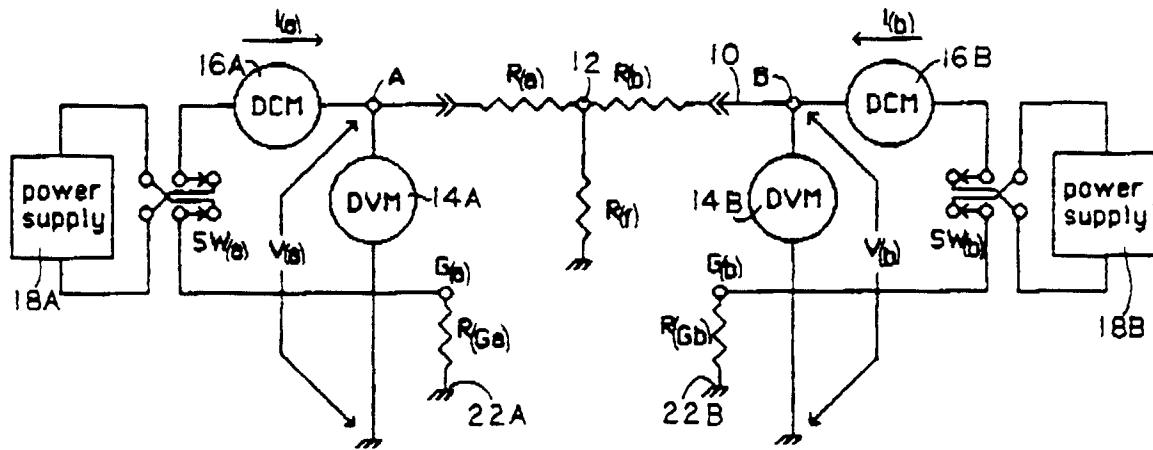 I(a)
I(b)
16A
DCM
A
R(a)
12
R(b)
10
B
16B
DCM
power
supply
18A
SW(a)
V(a)
DVM
14A
R(f)
14B
DVM
V(b)
SW(b)
power
supply
18B
G(a)
R(Ga)
22A
G(b)
R(Gb)
22B